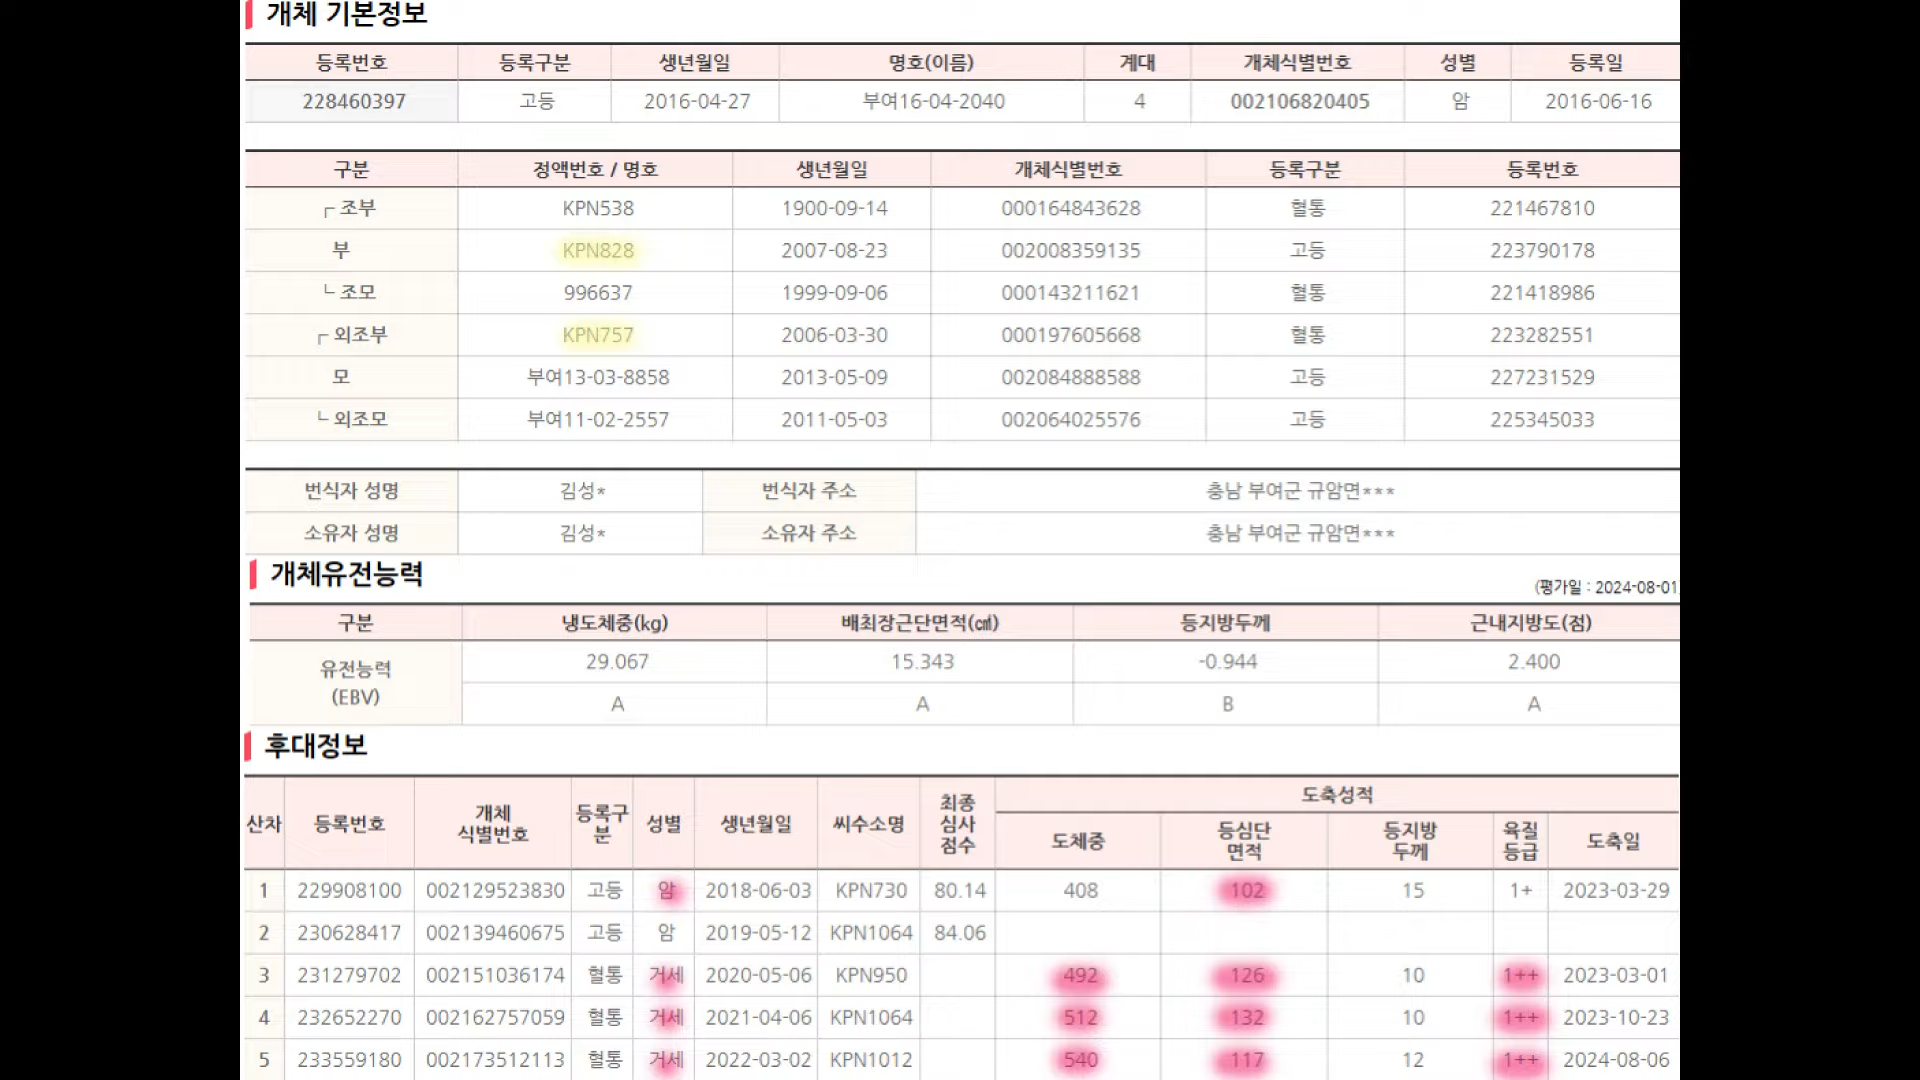 개체 기본정보
등록번호 등록구분 생년월일 명호(이름) 계대 개체식별번호 성별 등록일
228460397 고등 2016-04-27 부여16-04-2040 4 002106820405 암 2016-06-16
구분 정액번호 / 명호 생년월일 개체식별번호 등록구분 등록번호
┌ 조부 KPN538 1900-09-14 000164843628 혈통 221467810
부 KPN828 2007-08-23 002008359135 고등 223790178
└ 조모 996637 1999-09-06 000143211621 혈통 221418986
┌ 외조부 KPN757 2006-03-30 000197605668 혈통 223282551
모 부여13-03-8858 2013-05-09 002084888588 고등 227231529
└ 외조모 부여11-02-2557 2011-05-03 002064025576 고등 225345033
번식자 성명 김성* 번식자 주소 충남 부여군 규암면***
소유자 성명 김성* 소유자 주소 충남 부여군 규암면***
개체유전능력
(평가일 : 2024-08-01)
구분 냉도체중(kg) 배최장근단면적(㎠) 등지방두께 근내지방도(점)
유전능력
(EBV)
29.067 15.343 -0.944 2.400
A A B A
후대정보
산차 등록번호 개체
식별번호 등록구
분 성별 생년월일 씨수소명 최종
심사
점수 도축성적
도체중 등심단
면적 등지방
두께 육질
등급 도축일
1 229908100 002129523830 고등 암 2018-06-03 KPN730 80.14 408 102 15 1+ 2023-03-29
2 230628417 002139460675 고등 암 2019-05-12 KPN1064 84.06
3 231279702 002151036174 혈통 거세 2020-05-06 KPN950 492 126 10 1++ 2023-03-01
4 232652270 002162757059 혈통 거세 2021-04-06 KPN1064 512 132 10 1++ 2023-10-23
5 233559180 002173512113 혈통 거세 2022-03-02 KPN1012 540 117 12 1++ 2024-08-06